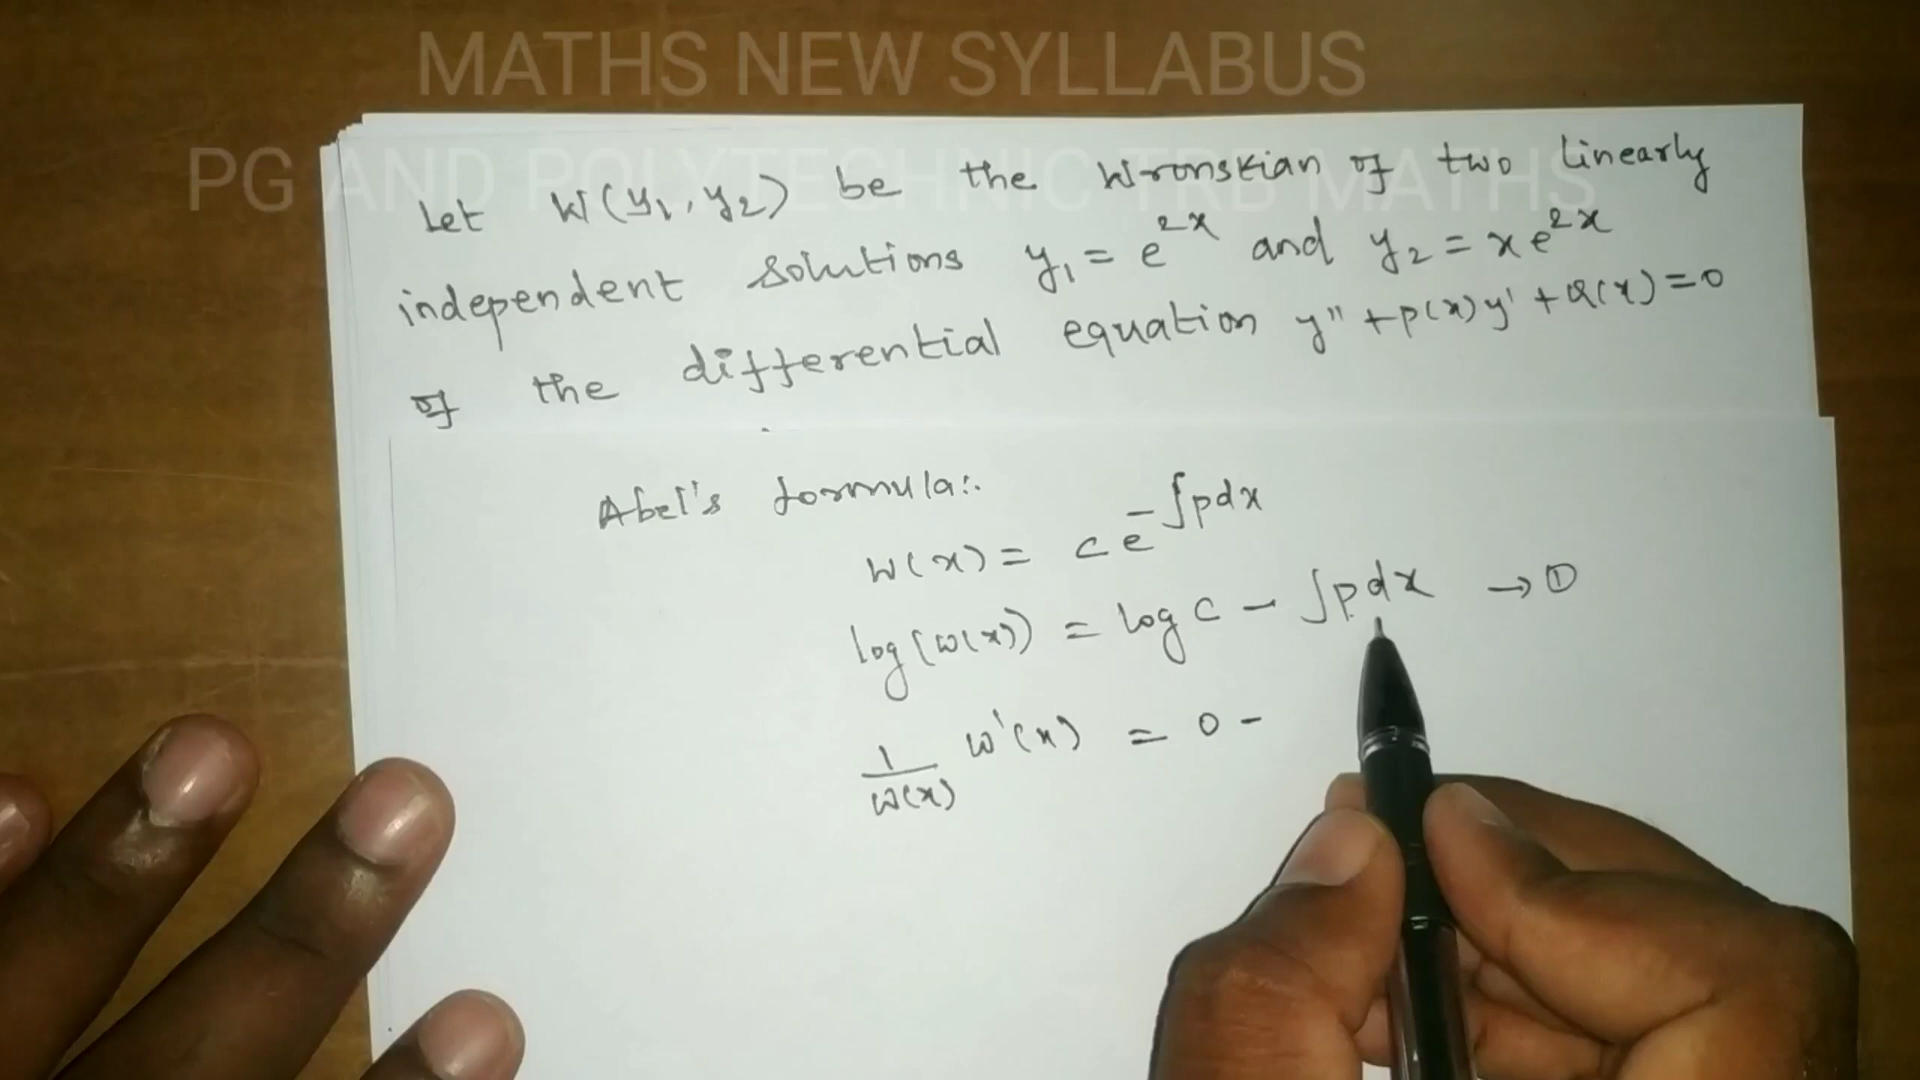 MATHS NEW SYLLABUS
PG AND POLYTECHNIC TRB MATHS
Let W(y₁, y₂) be the Wronskian of two linearly
independent solutions y₁ = e^2x and y₂ = xe^2x
of the differential equation y'' + p(x)y' + Q(x) = 0
Abel's formula:.
W(x) = c e^-∫pdx
log(W(x)) = log c - ∫pdx → ①
1/W(x) W'(x) = 0 -